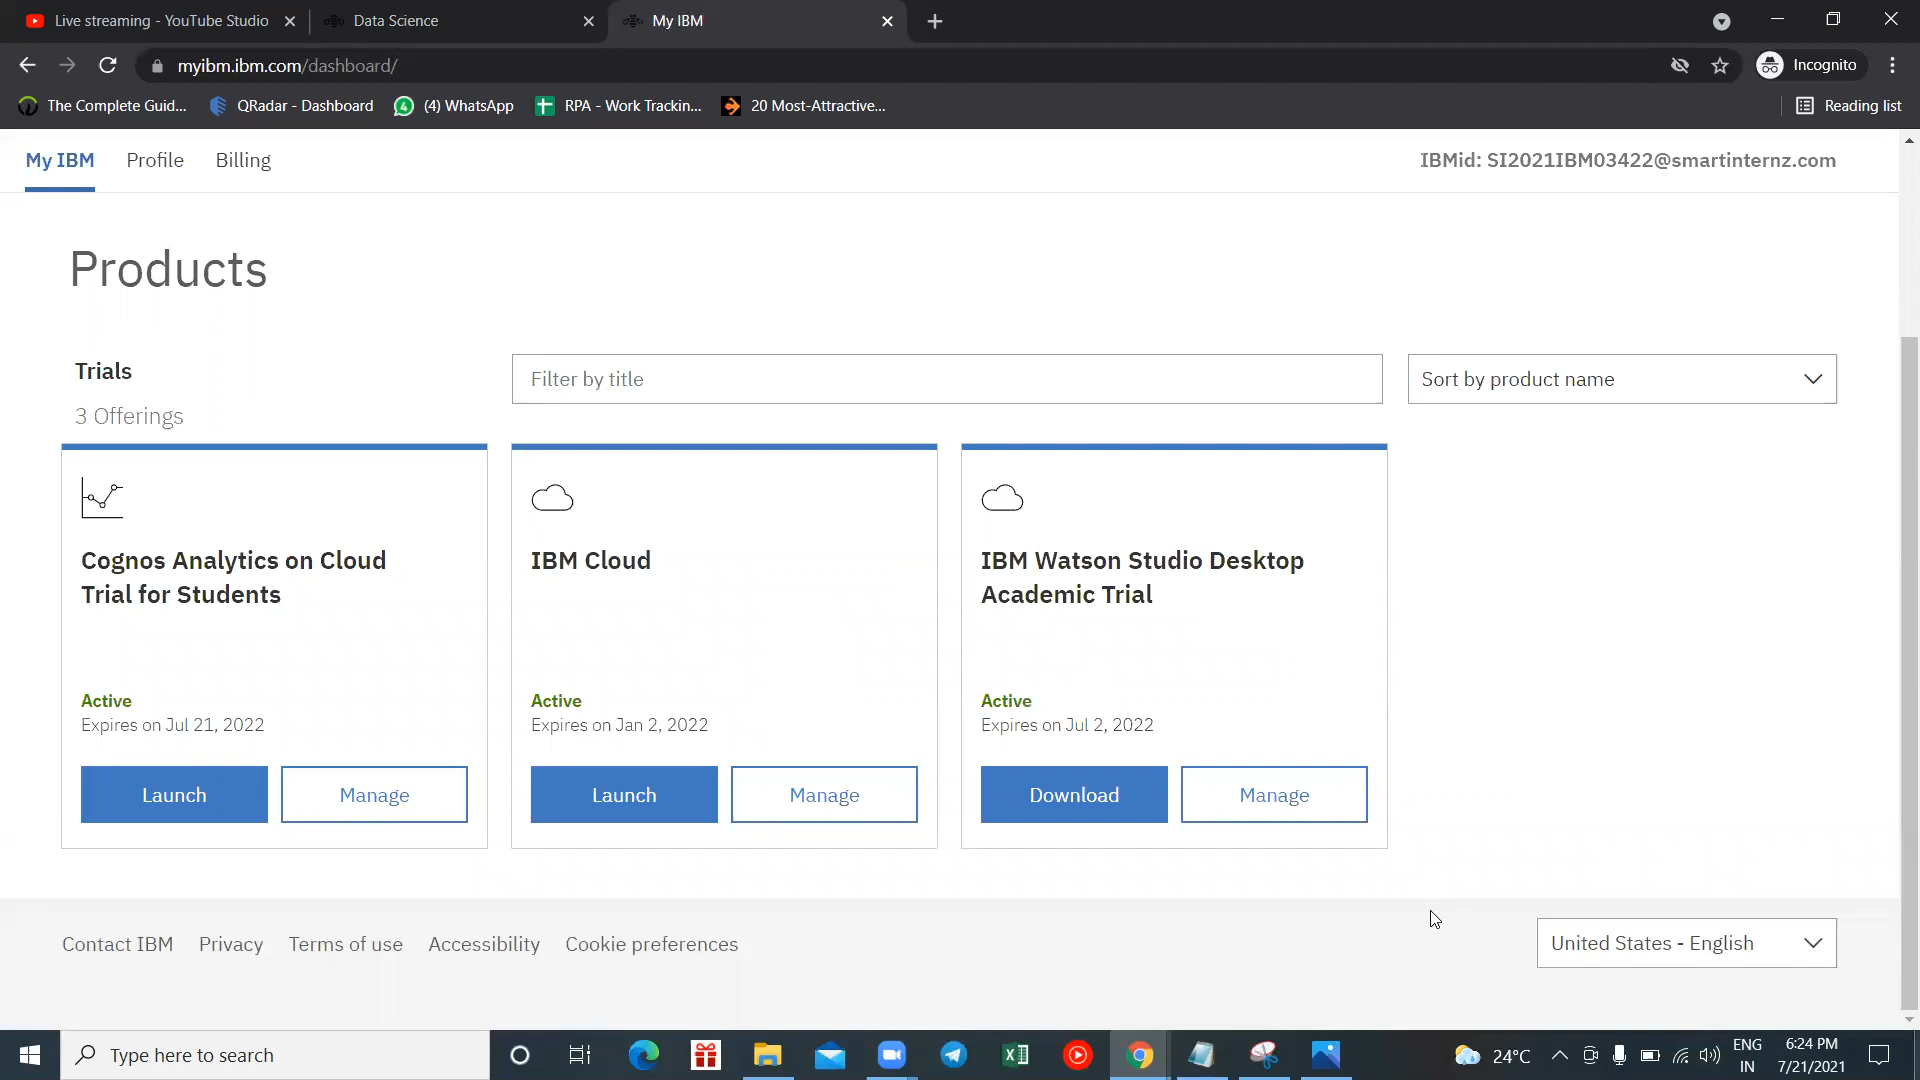 Live streaming - YouTube Studio
Data Science
My IBM
myibm.ibm.com/dashboard/
Incognito
The Complete Guid...
QRadar - Dashboard
(4) WhatsApp
RPA - Work Trackin...
20 Most-Attractive...
Reading list
My IBM
Profile
Billing
IBMid: SI2021IBM03422@smartinternz.com
Products
Trials
3 Offerings
Filter by title
Sort by product name
Cognos Analytics on Cloud
Trial for Students
Active
Expires on Jul 21, 2022
Launch
Manage
IBM Cloud
Active
Expires on Jan 2, 2022
Launch
Manage
IBM Watson Studio Desktop
Academic Trial
Active
Expires on Jul 2, 2022
Download
Manage
Contact IBM
Privacy
Terms of use
Accessibility
Cookie preferences
United States - English
Type here to search
24°C
ENG
IN
6:24 PM
7/21/2021